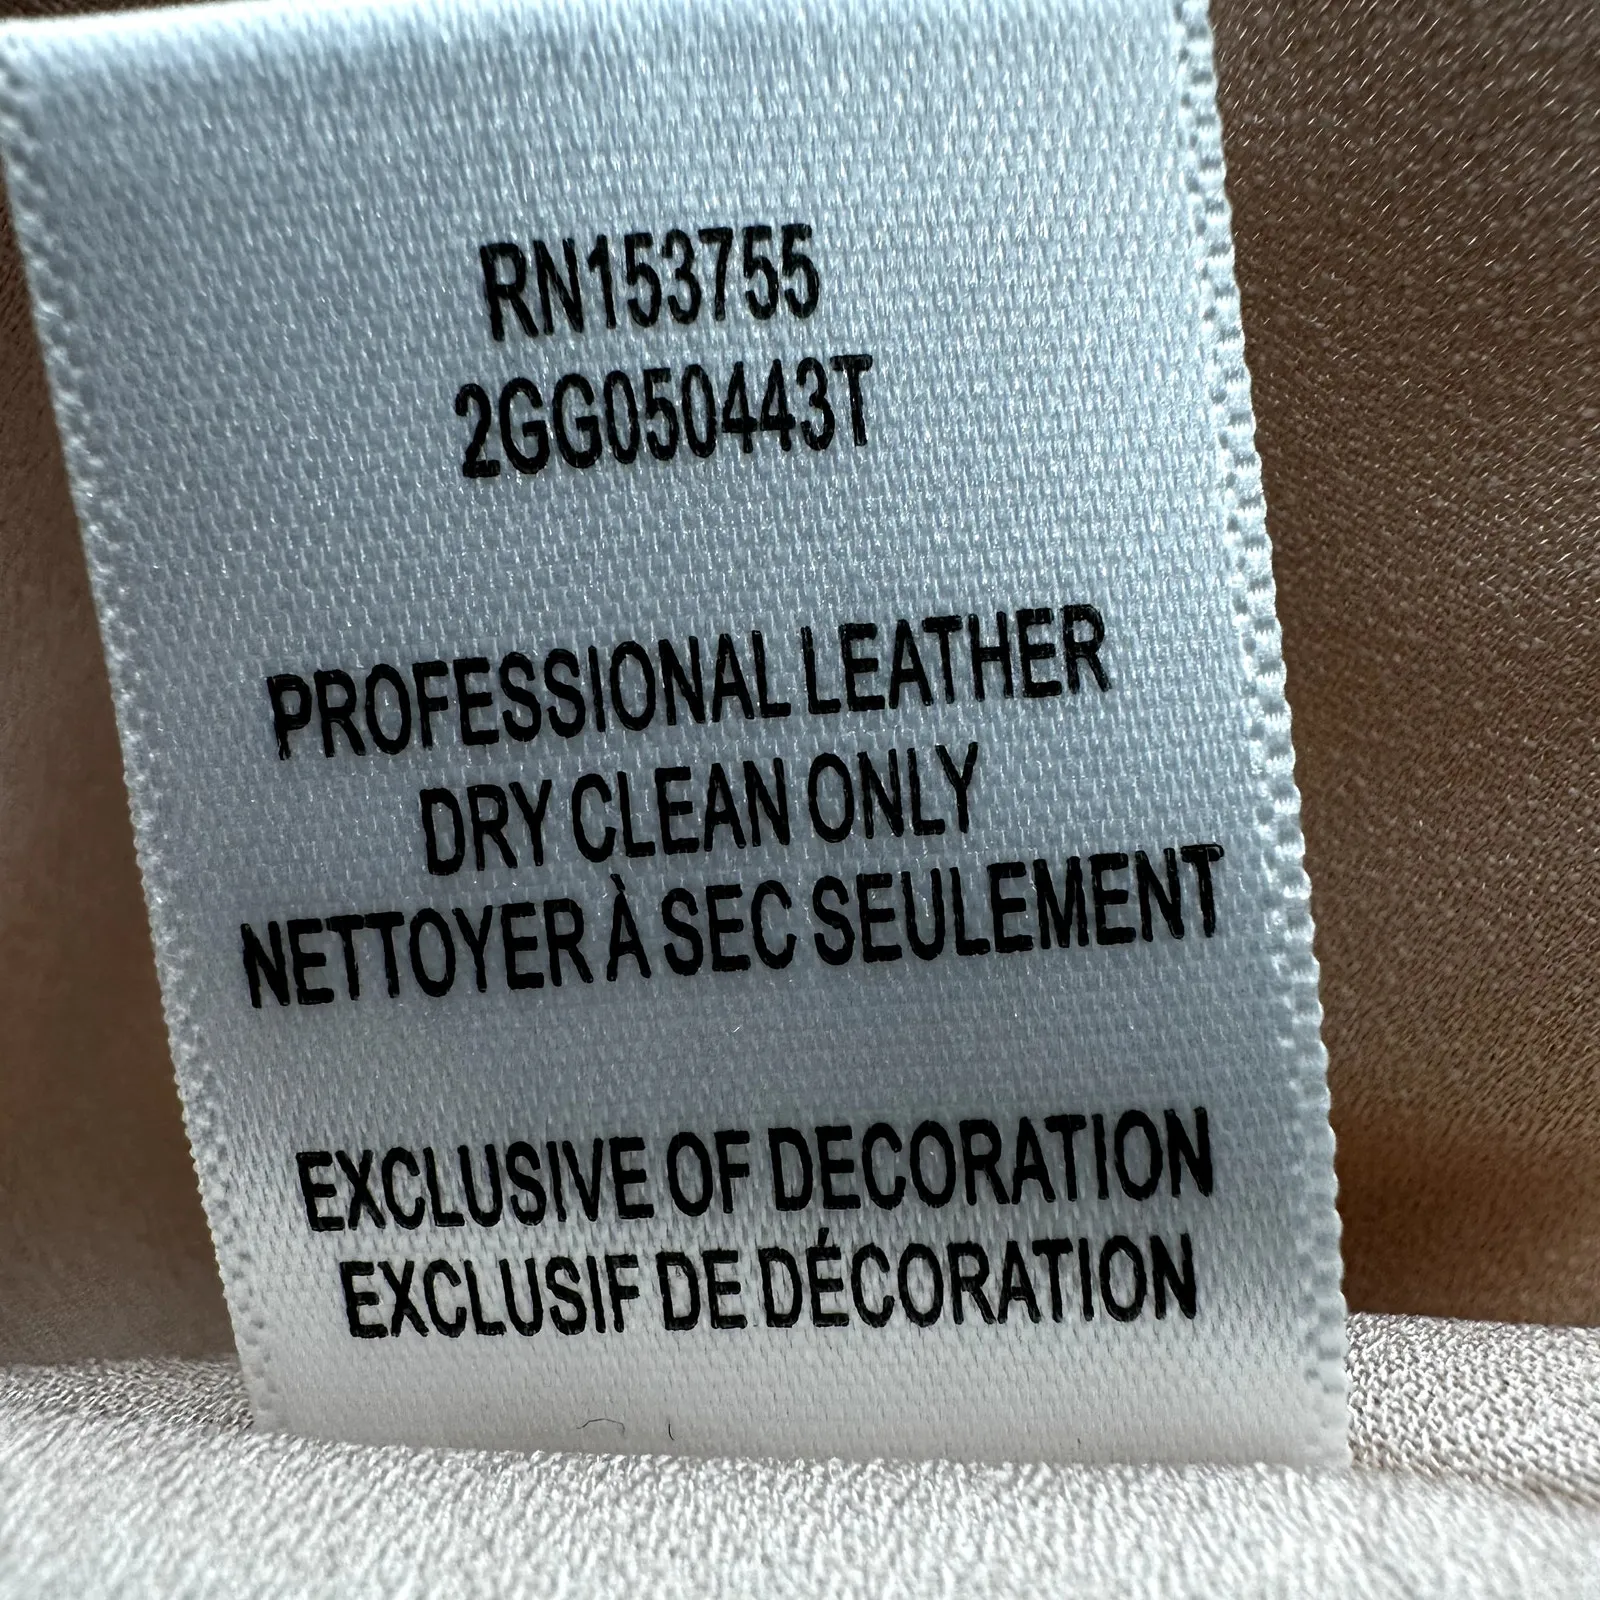 RN153755
2GG050443T
PROFESSIONAL LEATHER
DRY CLEAN ONLY
NETTOYER À SEC SEULEMENT
EXCLUSIVE OF DECORATION
EXCLUSIF DE DÉCORATION